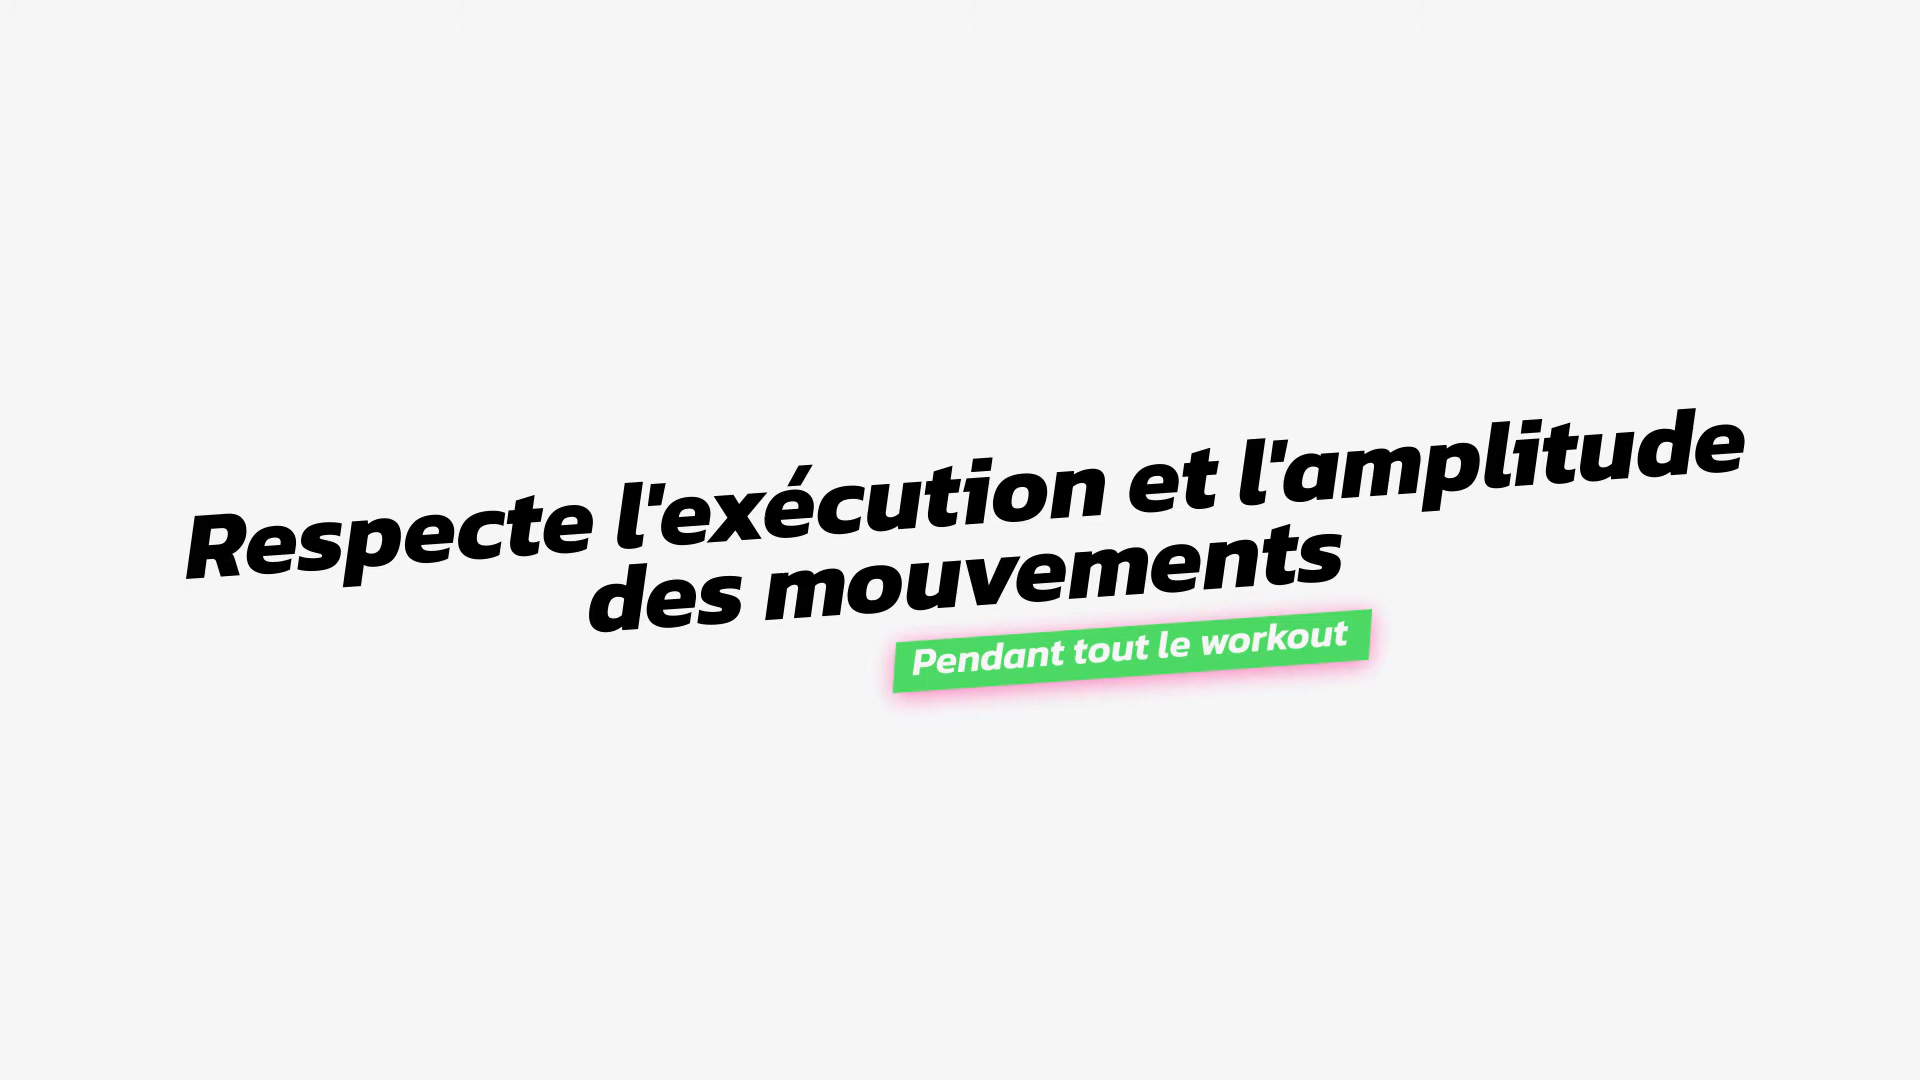 Respecte l'exécution et l'amplitude
des mouvements
Pendant tout le workout